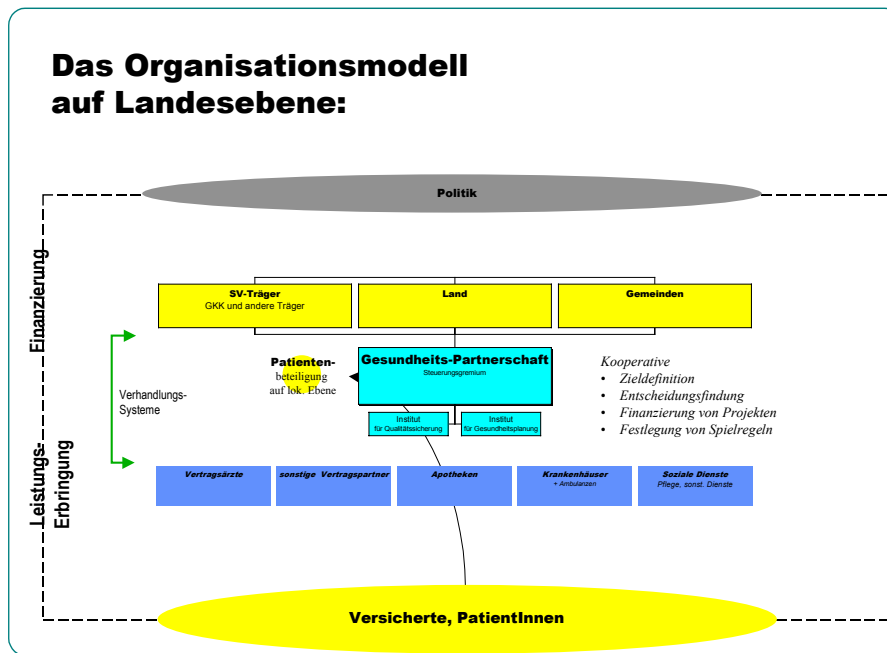 Das Organisationsmodell
auf Landesebene:
Politik
Finanzierung
SV-Träger
GKK und andere Träger
Land
Gemeinden
Patienten-
beteiligung
auf lok. Ebene
Gesundheits-Partnerschaft
Steuerungsgremium
Kooperative
• Zieldefinition
• Entscheidungsfindung
• Finanzierung von Projekten
• Festlegung von Spielregeln
Verhandlungs-
Systeme
Institut
für Qualitätssicherung
Institut
für Gesundheitsplanung
Leistungs-
Erbringung
Vertragsärzte
sonstige Vertragspartner
Apotheken
Krankenhäuser
+ Ambulanzen
Soziale Dienste
Pflege, sonst. Dienste
Versicherte, PatientInnen